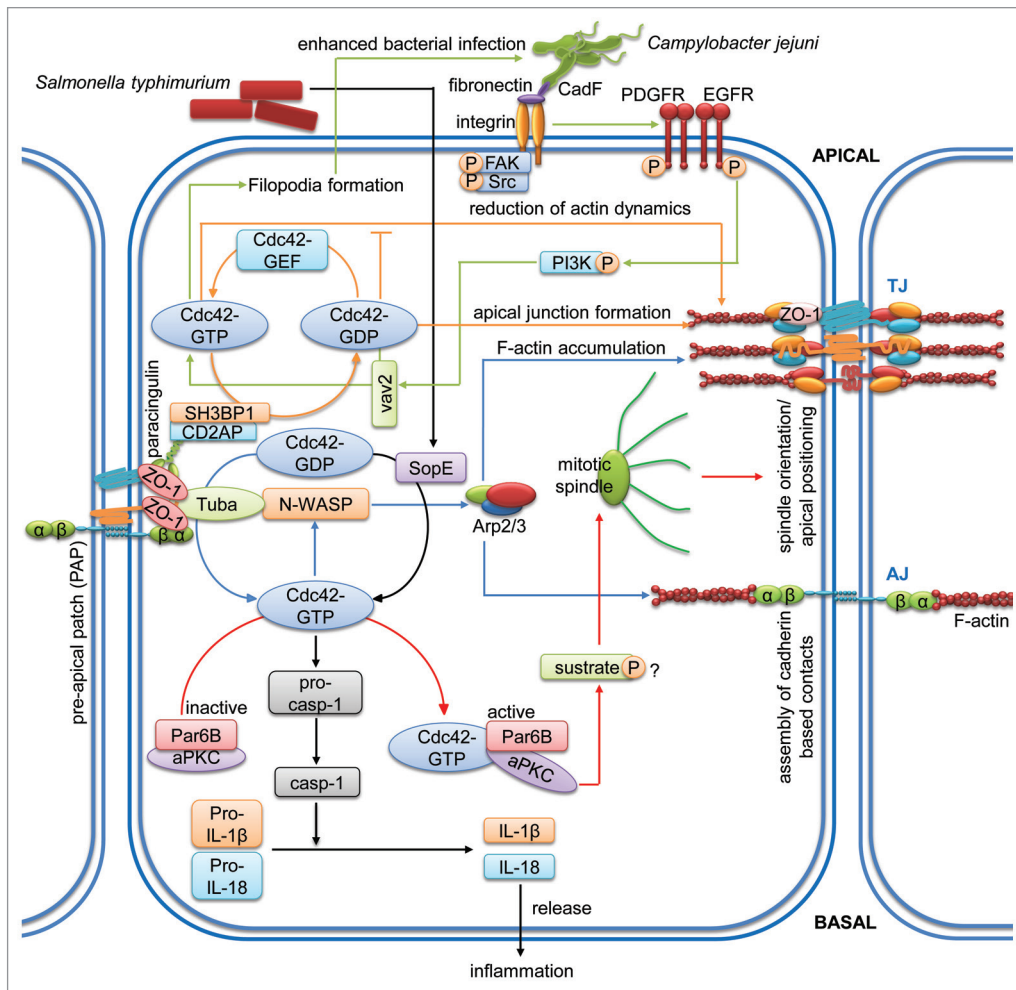 enhanced bacterial infection
Campylobacter jejuni
Salmonella typhimurium
fibronectin
CadF
PDGFR
EGFR
integrin
APICAL
P
FAK
P
Src
P
P
Filopodia formation
reduction of actin dynamics
Cdc42-
GEF
PI3K
P
TJ
Cdc42-
GTP
Cdc42-
GDP
apical junction formation
ZO-1
F-actin accumulation
vav2
paracingulin
SH3BP1
CD2AP
Cdc42-
GDP
SopE
mitotic
spindle
spindle orientation/
apical positioning
ZO-1
ZO-1
Tuba
N-WASP
Arp2/3
α
β
β
α
pre-apical patch (PAP)
Cdc42-
GTP
AJ
α
β
β
α
F-actin
assembly of cadherin
based contacts
sustrate
P
?
pro-
casp-1
inactive
Par6B
aPKC
active
Cdc42-
GTP
Par6B
aPKC
casp-1
Pro-
IL-1β
Pro-
IL-18
IL-1β
IL-18
release
BASAL
inflammation